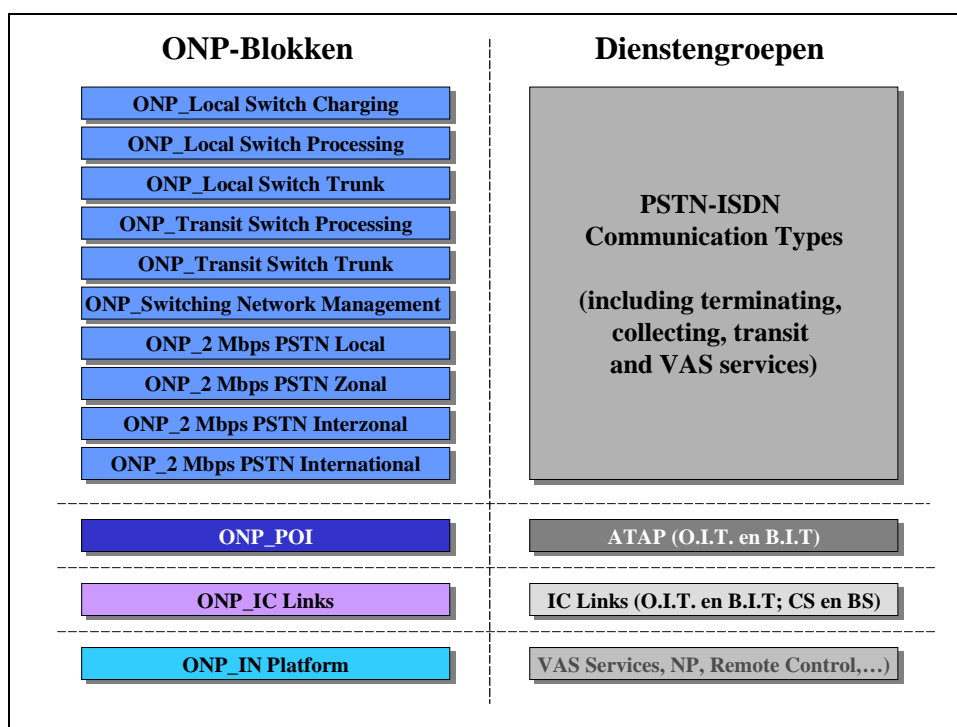 ONP-Blokken
Dienstengroepen
ONP_Local Switch Charging
ONP_Local Switch Processing
ONP_Local Switch Trunk
ONP_Transit Switch Processing
ONP_Transit Switch Trunk
ONP_Switching Network Management
ONP_2 Mbps PSTN Local
ONP_2 Mbps PSTN Zonal
ONP_2 Mbps PSTN Interzonal
ONP_2 Mbps PSTN International
PSTN-ISDN
Communication Types
(including terminating,
collecting, transit
and VAS services)
ONP_POI
ATAP (O.I.T. en B.I.T)
ONP_IC Links
IC Links (O.I.T. en B.I.T; CS en BS)
ONP_IN Platform
VAS Services, NP, Remote Control,…)